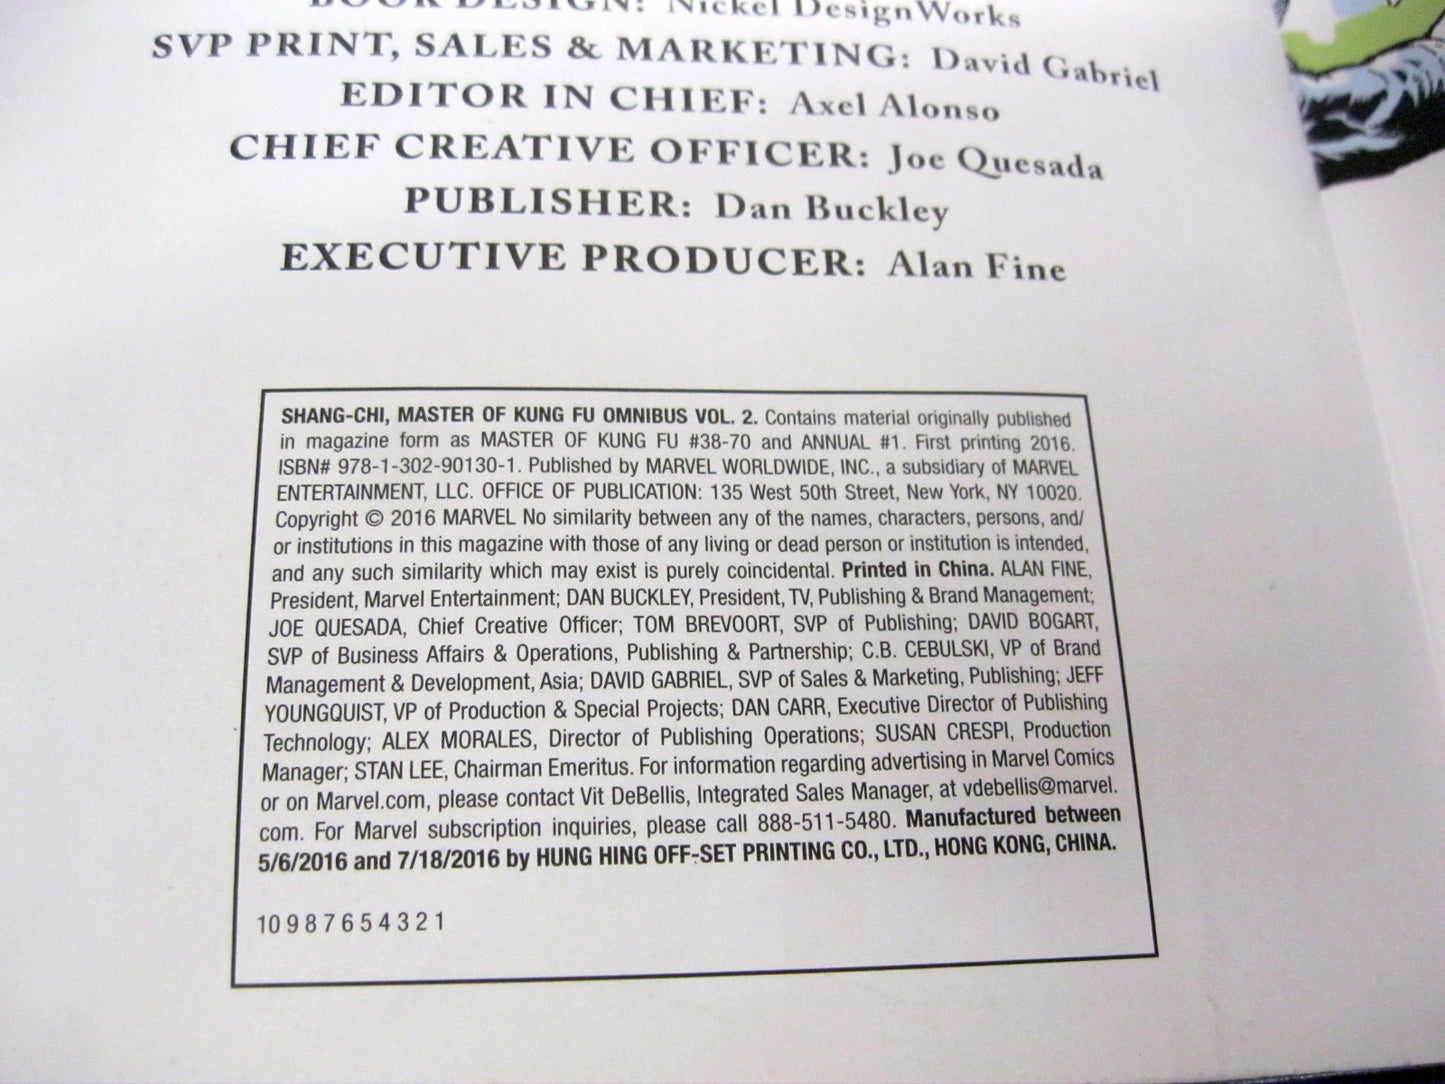 BOOK DESIGN: Nickel DesignWorks
SVP PRINT, SALES & MARKETING: David Gabriel
EDITOR IN CHIEF: Axel Alonso
CHIEF CREATIVE OFFICER: Joe Quesada
PUBLISHER: Dan Buckley
EXECUTIVE PRODUCER: Alan Fine
SHANG-CHI, MASTER OF KUNG FU OMNIBUS VOL. 2. Contains material originally published
in magazine form as MASTER OF KUNG FU #38-70 and ANNUAL #1. First printing 2016.
ISBN# 978-1-302-90130-1. Published by MARVEL WORLDWIDE, INC., a subsidiary of MARVEL
ENTERTAINMENT, LLC. OFFICE OF PUBLICATION: 135 West 50th Street, New York, NY 10020.
Copyright © 2016 MARVEL No similarity between any of the names, characters, persons, and/
or institutions in this magazine with those of any living or dead person or institution is intended,
and any such similarity which may exist is purely coincidental. Printed in China. ALAN FINE,
President, Marvel Entertainment; DAN BUCKLEY, President, TV, Publishing & Brand Management;
JOE QUESADA, Chief Creative Officer; TOM BREVOORT, SVP of Publishing; DAVID BOGART,
SVP of Business Affairs & Operations, Publishing & Partnership; C.B. CEBULSKI, VP of Brand
Management & Development, Asia; DAVID GABRIEL, SVP of Sales & Marketing, Publishing; JEFF
YOUNGQUIST, VP of Production & Special Projects; DAN CARR, Executive Director of Publishing
Technology; ALEX MORALES, Director of Publishing Operations; SUSAN CRESPI, Production
Manager; STAN LEE, Chairman Emeritus. For information regarding advertising in Marvel Comics
or on Marvel.com, please contact Vit DeBellis, Integrated Sales Manager, at vdebellis@marvel.
com. For Marvel subscription inquiries, please call 888-511-5480. Manufactured between
5/6/2016 and 7/18/2016 by HUNG HING OFF-SET PRINTING CO., LTD., HONG KONG, CHINA.
10 9 8 7 6 5 4 3 2 1